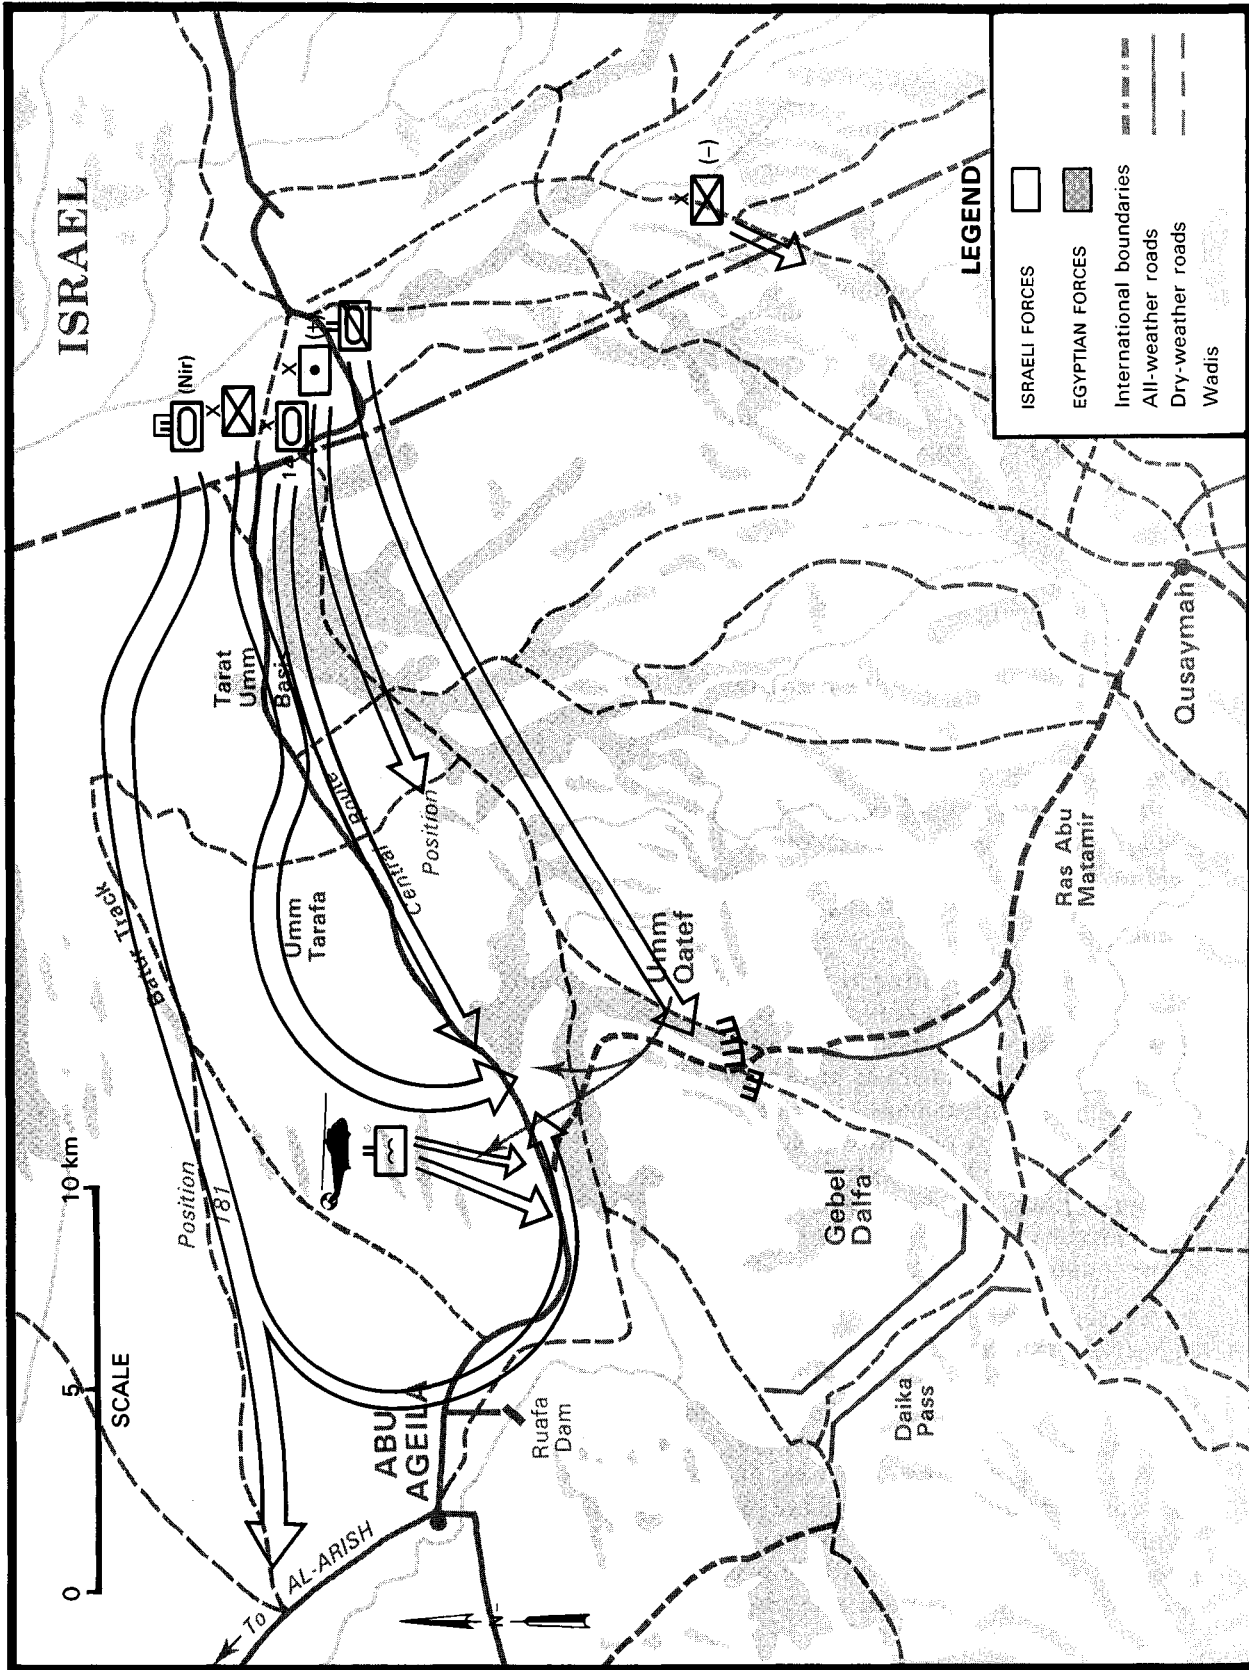 ISRAEL
(Nir)
(+)
14
(–)
Tarat
Umm
Basis
Batur Track
Umm
Tarafa
Central Route
Position
Umm
Qatef
Position
181
10 km
5
0
SCALE
ABU
AGEILA
Ruafa
Dam
To AL-ARISH
N
Gebel
Dalfa
Daika
Pass
Ras Abu
Matamir
Qusaymah
LEGEND
ISRAELI FORCES
EGYPTIAN FORCES
International boundaries
All-weather roads
Dry-weather roads
Wadis